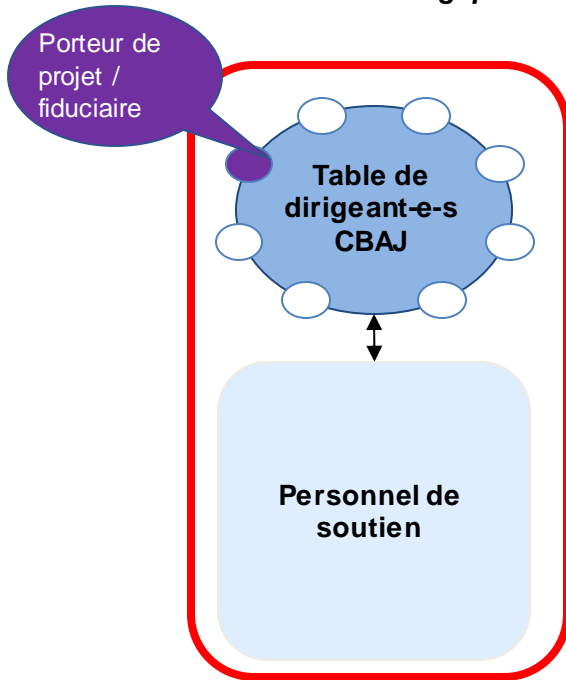 Porteur de
projet /
fiduciaire
Table de
dirigeant-e-s
CBAJ
Personnel de
soutien